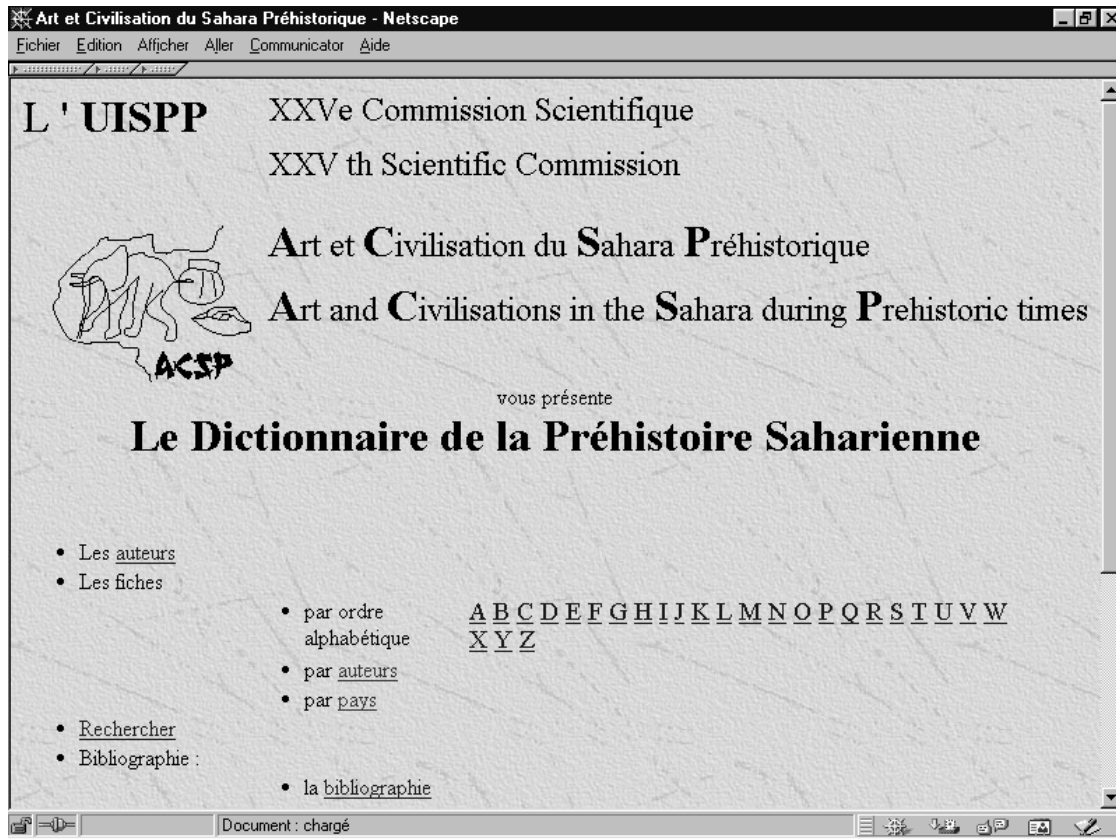 Art et Civilisation du Sahara Préhistorique - Netscape
Fichier Edition Afficher Aller Communicator Aide
L ' UISPP
XXVe Commission Scientifique
XXV th Scientific Commission
Art et Civilisation du Sahara Préhistorique
Art and Civilisations in the Sahara during Prehistoric times
ACSP
vous présente
Le Dictionnaire de la Préhistoire Saharienne
• Les auteurs
• Les fiches
• par ordre alphabétique
A B C D E F G H I J K L M N O P Q R S T U V W
X Y Z
• par auteurs
• par pays
• Rechercher
• Bibliographie :
• la bibliographie
Document : chargé